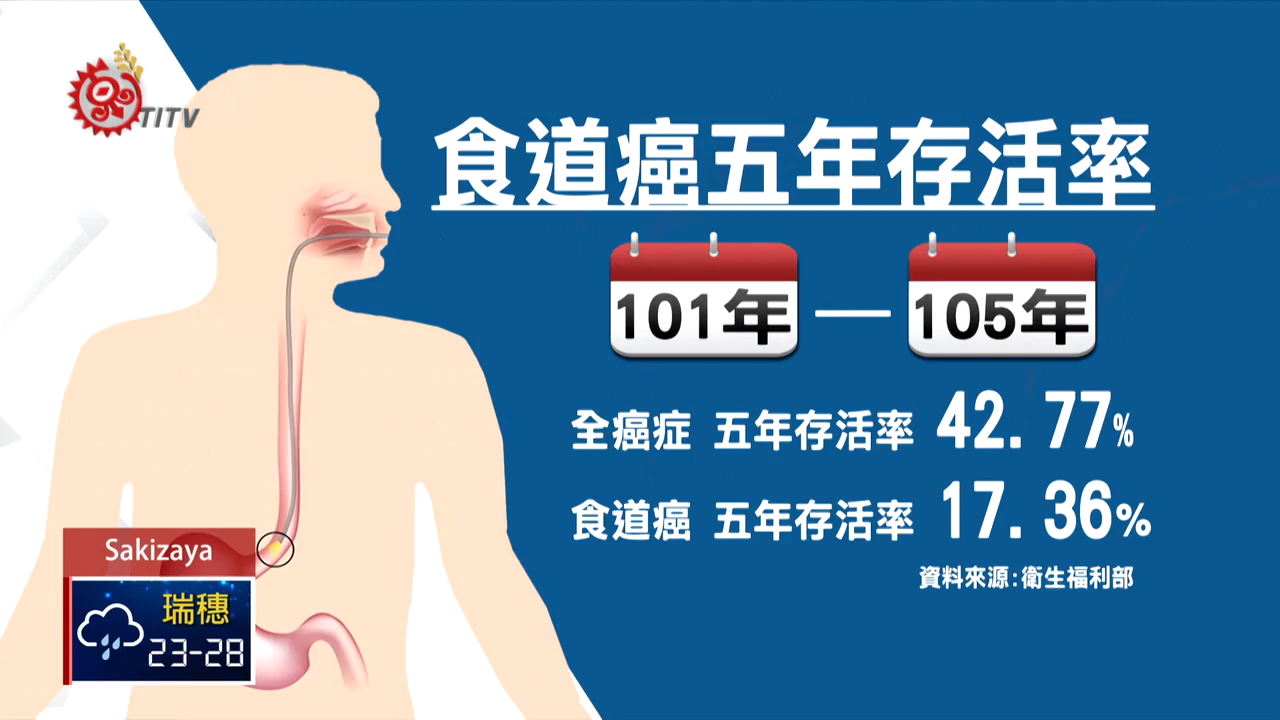 TITV
食道癌五年存活率
101年 — 105年
全癌症 五年存活率 42.77%
食道癌 五年存活率 17.36%
資料來源:衛生福利部
Sakizaya
瑞穗
23-28